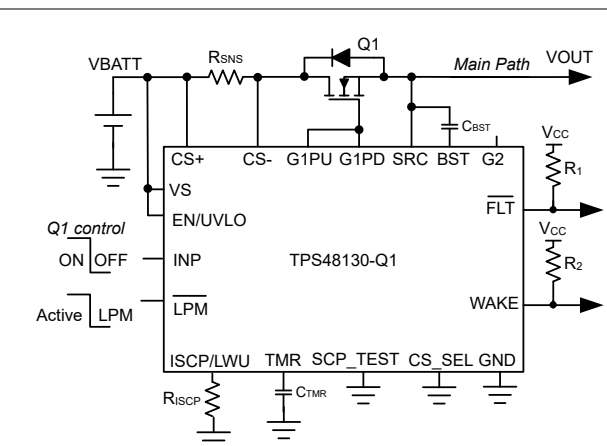 Q1
VBATT
RSNS
Main Path
VOUT
CBST
VCC
CS+
CS-
G1PU
G1PD
SRC
BST
G2
R1
VS
FLT
EN/UVLO
Q1 control
VCC
ON
OFF
INP
TPS48130-Q1
R2
WAKE
Active
LPM
LPM
ISCP/LWU
TMR
SCP_TEST
CS_SEL
GND
RISCP
CTMR